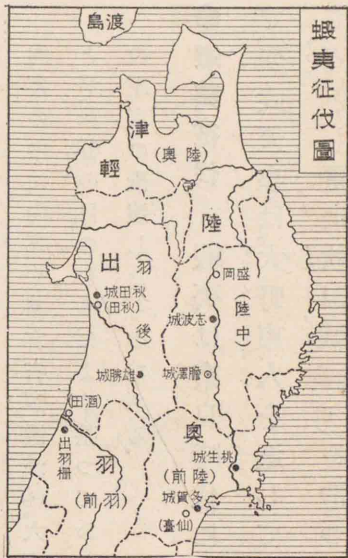 蝦夷征伐圖
渡島
津
輕
(陸奧)
陸
出
(羽後)
盛岡
(陸中)
秋田城
(秋田)
志波城
雄勝城
膽澤城
(酒田)
出羽柵
羽
(羽前)
奧
(陸前)
桃生城
多賀城
(仙臺)